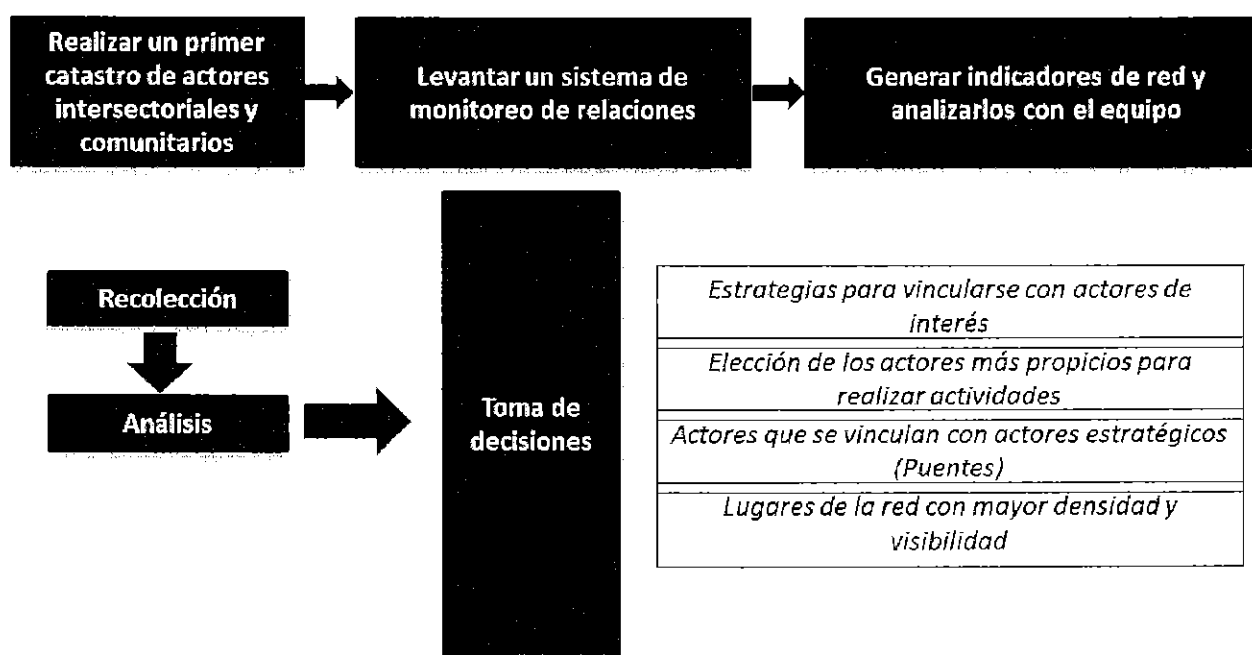 Realizar un primer
catastro de actores
intersectoriales y
comunitarios
Levantar un sistema de
monitoreo de relaciones
Generar indicadores de red y
analizarlos con el equipo
Recolección
Análisis
Toma de
decisiones
Estrategias para vincularse con actores de
interés
Elección de los actores más propicios para
realizar actividades
Actores que se vinculan con actores estratégicos
(Puentes)
Lugares de la red con mayor densidad y
visibilidad